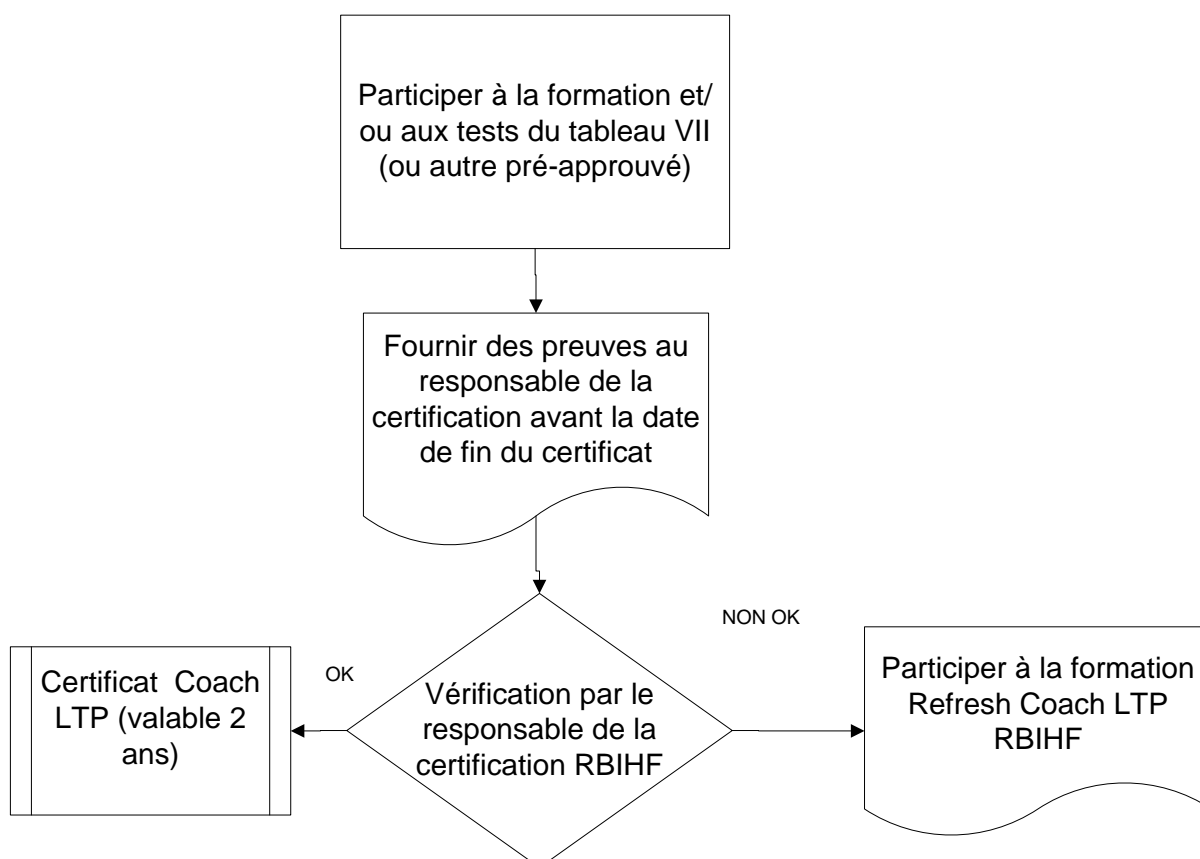 Participer à la formation et/
ou aux tests du tableau VII
(ou autre pré-approuvé)
Fournir des preuves au
responsable de la
certification avant la date
de fin du certificat
NON OK
OK
Certificat Coach
LTP (valable 2
ans)
Vérification par le
responsable de la
certification RBIHF
Participer à la formation
Refresh Coach LTP
RBIHF